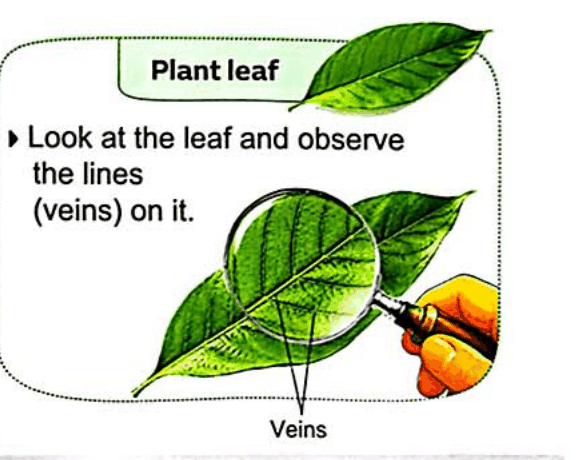 Plant leaf
Look at the leaf and observe
the lines
(veins) on it.
Veins